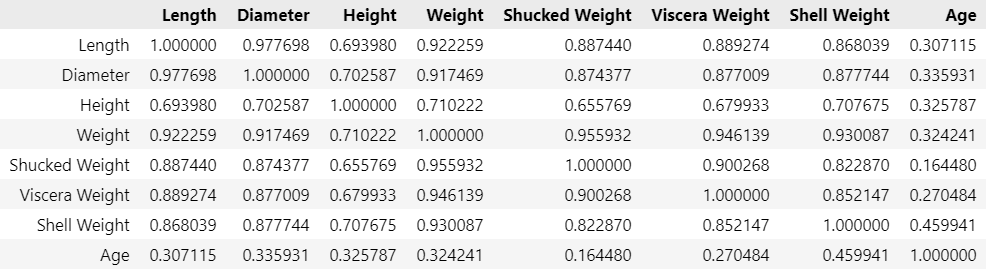 Length Diameter Height Weight Shucked Weight Viscera Weight Shell Weight Age
Length 1.000000 0.977698 0.693980 0.922259 0.887440 0.889274 0.868039 0.307115
Diameter 0.977698 1.000000 0.702587 0.917469 0.874377 0.877009 0.877744 0.335931
Height 0.693980 0.702587 1.000000 0.710222 0.655769 0.679933 0.707675 0.325787
Weight 0.922259 0.917469 0.710222 1.000000 0.955932 0.946139 0.930087 0.324241
Shucked Weight 0.887440 0.874377 0.655769 0.955932 1.000000 0.900268 0.822870 0.164480
Viscera Weight 0.889274 0.877009 0.679933 0.946139 0.900268 1.000000 0.852147 0.270484
Shell Weight 0.868039 0.877744 0.707675 0.930087 0.822870 0.852147 1.000000 0.459941
Age 0.307115 0.335931 0.325787 0.324241 0.164480 0.270484 0.459941 1.000000